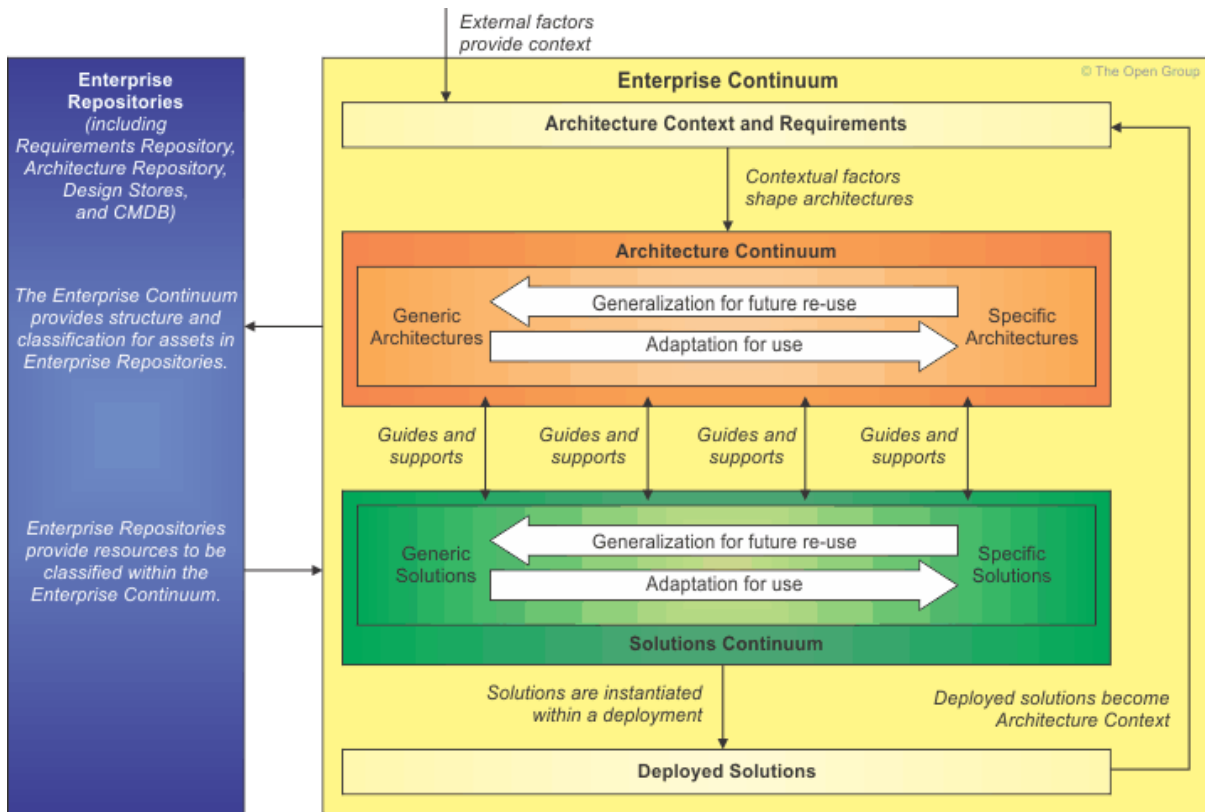 External factors
provide context
Enterprise
Repositories
(including
Requirements Repository,
Architecture Repository,
Design Stores,
and CMDB)
The Enterprise Continuum
provides structure and
classification for assets in
Enterprise Repositories.
Enterprise Repositories
provide resources to be
classified within the
Enterprise Continuum.
© The Open Group
Enterprise Continuum
Architecture Context and Requirements
Contextual factors
shape architectures
Architecture Continuum
Generic
Architectures
Generalization for future re-use
Adaptation for use
Specific
Architectures
Guides and
supports
Guides and
supports
Guides and
supports
Guides and
supports
Generic
Solutions
Generalization for future re-use
Adaptation for use
Specific
Solutions
Solutions Continuum
Solutions are instantiated
within a deployment
Deployed solutions become
Architecture Context
Deployed Solutions